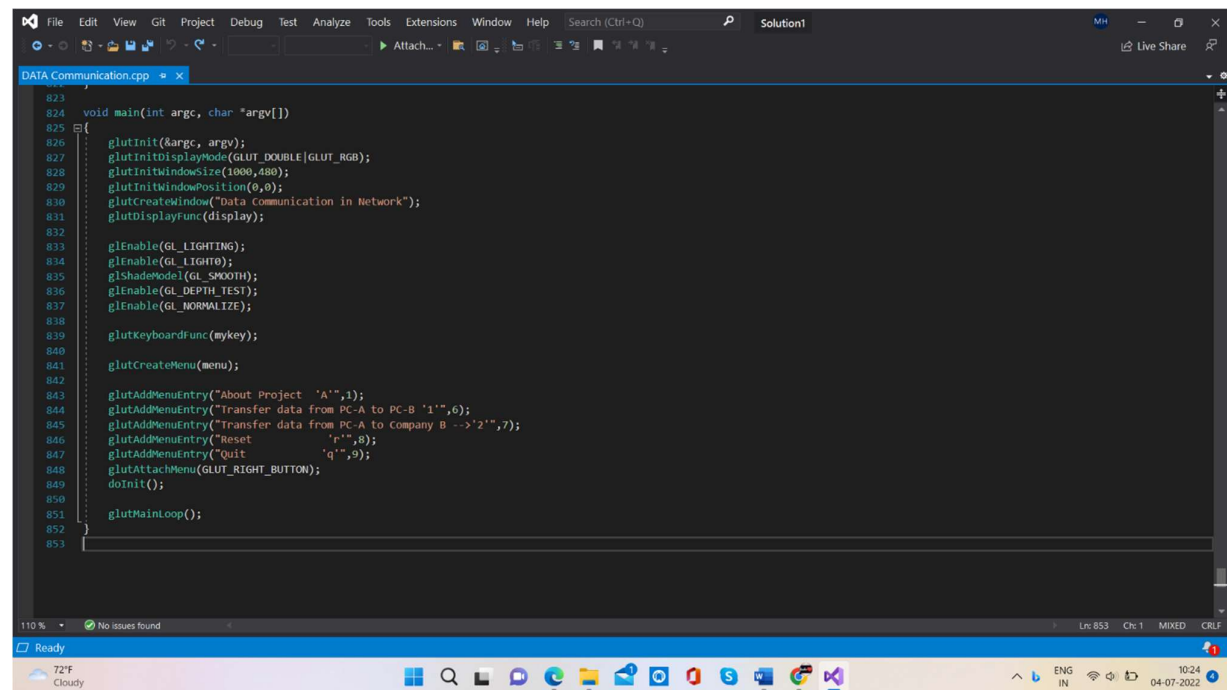 File Edit View Git Project Debug Test Analyze Tools Extensions Window Help Search (Ctrl+Q) Solution1 MH
Attach... Live Share
DATA Communication.cpp
822 }
823
824 void main(int argc, char *argv[])
825 {
826 glutInit(&argc, argv);
827 glutInitDisplayMode(GLUT_DOUBLE|GLUT_RGB);
828 glutInitWindowSize(1000,480);
829 glutInitWindowPosition(0,0);
830 glutCreateWindow("Data Communication in Network");
831 glutDisplayFunc(display);
832
833 glEnable(GL_LIGHTING);
834 glEnable(GL_LIGHT0);
835 glShadeModel(GL_SMOOTH);
836 glEnable(GL_DEPTH_TEST);
837 glEnable(GL_NORMALIZE);
838
839 glutKeyboardFunc(mykey);
840
841 glutCreateMenu(menu);
842
843 glutAddMenuEntry("About Project  'A'",1);
844 glutAddMenuEntry("Transfer data from PC-A to PC-B '1'",6);
845 glutAddMenuEntry("Transfer data from PC-A to Company B -->'2'",7);
846 glutAddMenuEntry("Reset            'r'",8);
847 glutAddMenuEntry("Quit            'q'",9);
848 glutAttachMenu(GLUT_RIGHT_BUTTON);
849 doInit();
850
851 glutMainLoop();
852 }
853
110 % No issues found Ln: 853 Ch: 1 MIXED CRLF
Ready 1
72°F ENG 10:24
Cloudy IN 04-07-2022 4